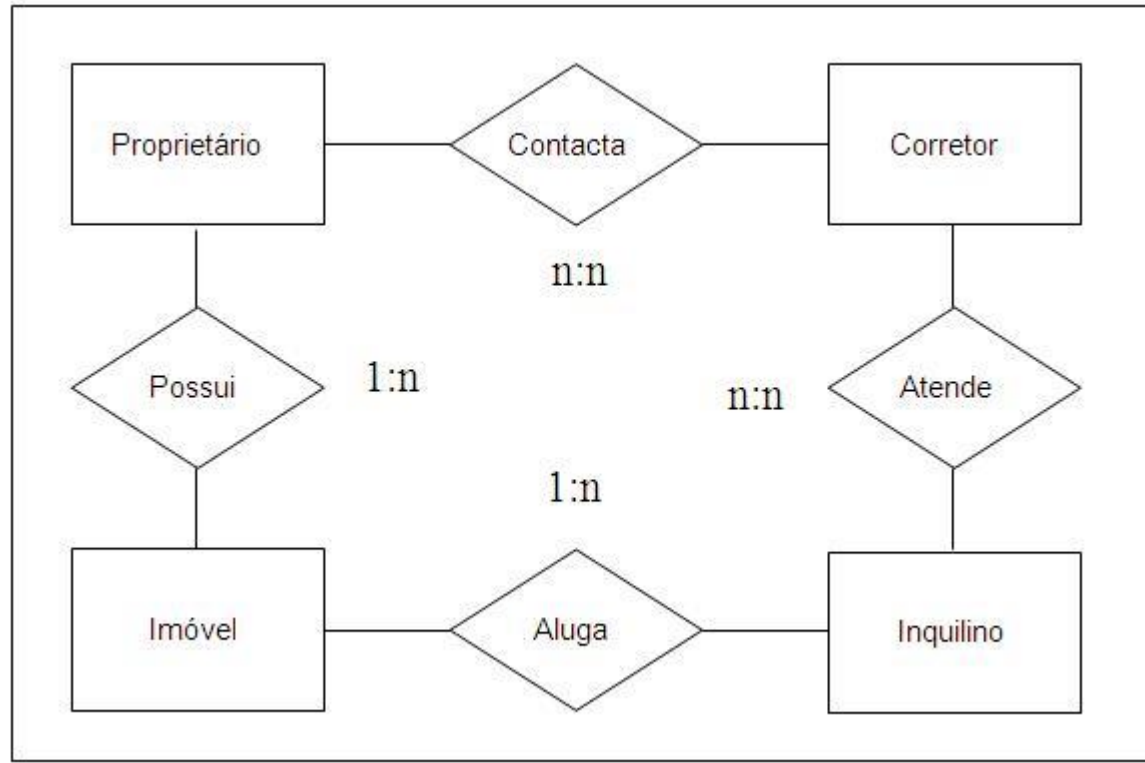 Proprietário
Contacta
Corretor
n:n
Possui
1:n
n:n
Atende
1:n
Imóvel
Aluga
Inquilino